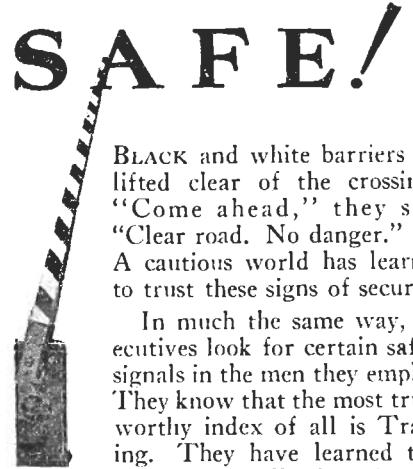 SAFE!
BLACK and white barriers
lifted clear of the crossin
"Come ahead," they s
"Clear road. No danger."
A cautious world has learn
to trust these signs of secur
In much the same way,
ecutives look for certain saf
signals in the men they empl
They know that the most tru
worthy index of all is Tra
ing. They have learned t